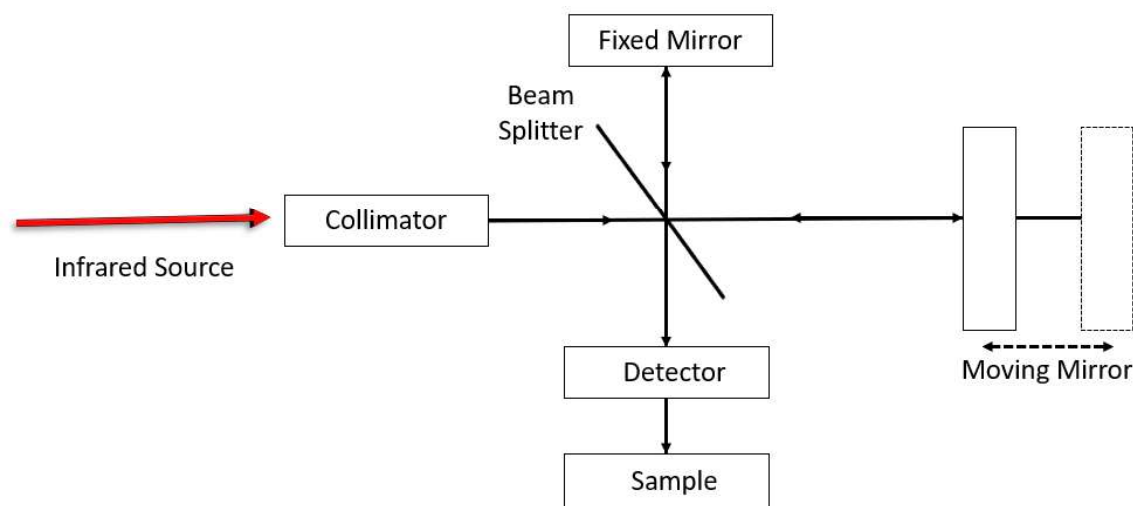 Fixed Mirror
Beam
Splitter
Collimator
Infrared Source
Moving Mirror
Detector
Sample